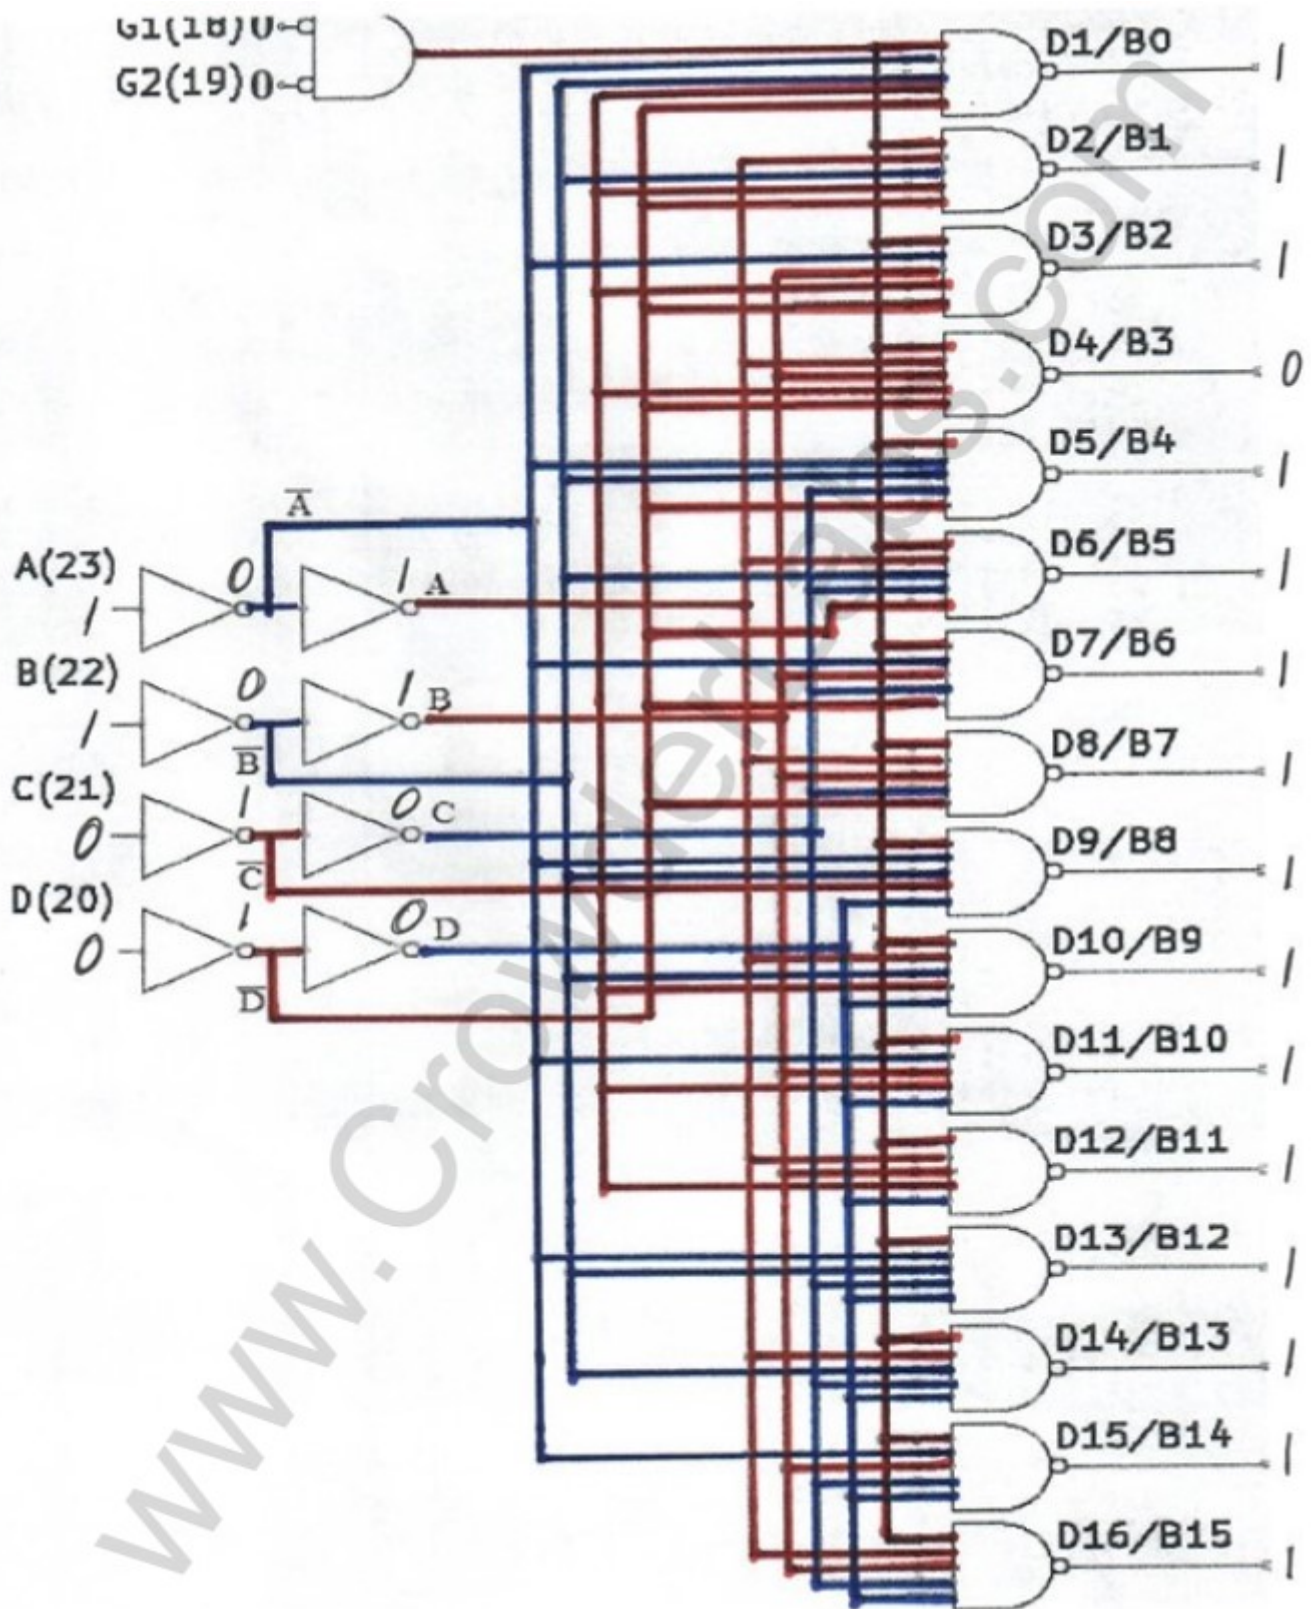 G1(18)0
G2(19)0
D1/B0 1
D2/B1 1
D3/B2 1
D4/B3 0
D5/B4 1
A̅
A(23) 0 1 A
1
D6/B5 1
B(22) 0 1 B
1
B̅
D7/B6 1
C(21) 1 0 C
0
C̅
D8/B7 1
D(20) 1 0 D
0
D̅
D9/B8 1
D10/B9 1
D11/B10 1
D12/B11 1
D13/B12 1
D14/B13 1
D15/B14 1
D16/B15 1
www.CrowderLabs.com